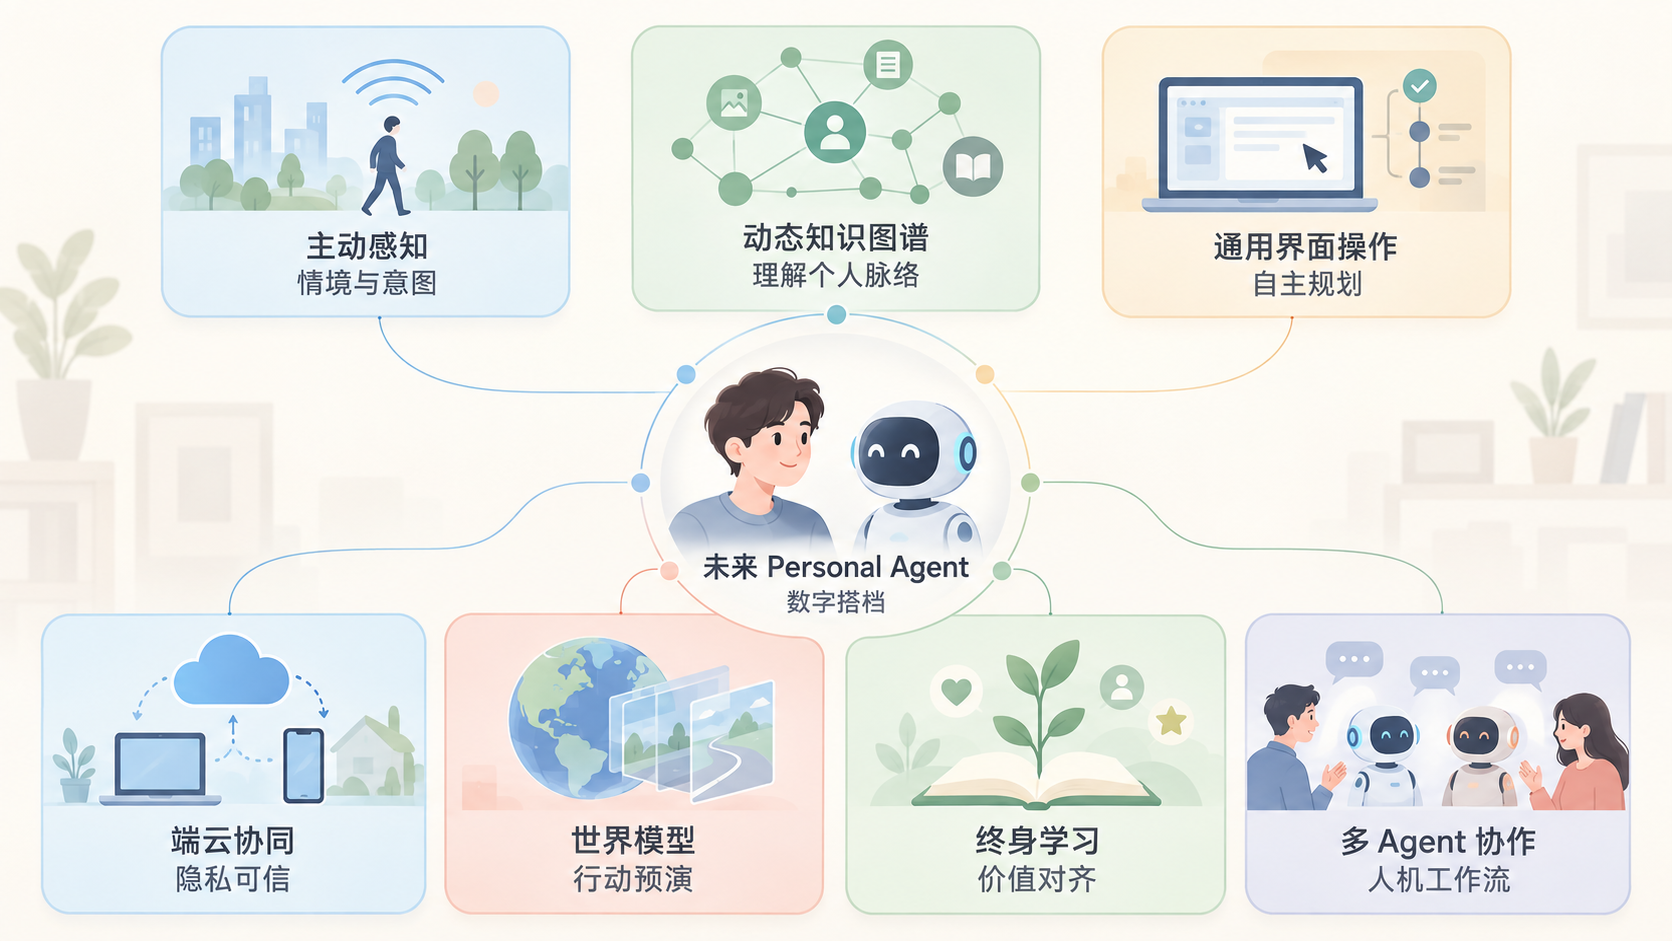 主动感知
情境与意图
动态知识图谱
理解个人脉络
通用界面操作
自主规划
未来 Personal Agent
数字搭档
端云协同
隐私可信
世界模型
行动预演
终身学习
价值对齐
多 Agent 协作
人机工作流